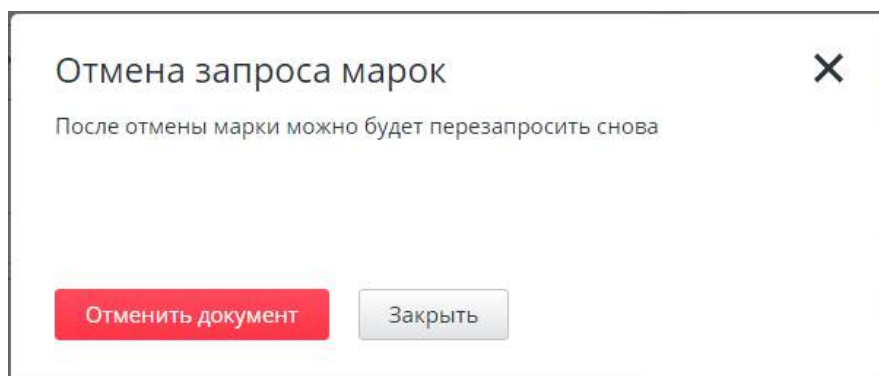 Отмена запроса марок
После отмены марки можно будет перезапросить снова
Отменить документ
Закрыть